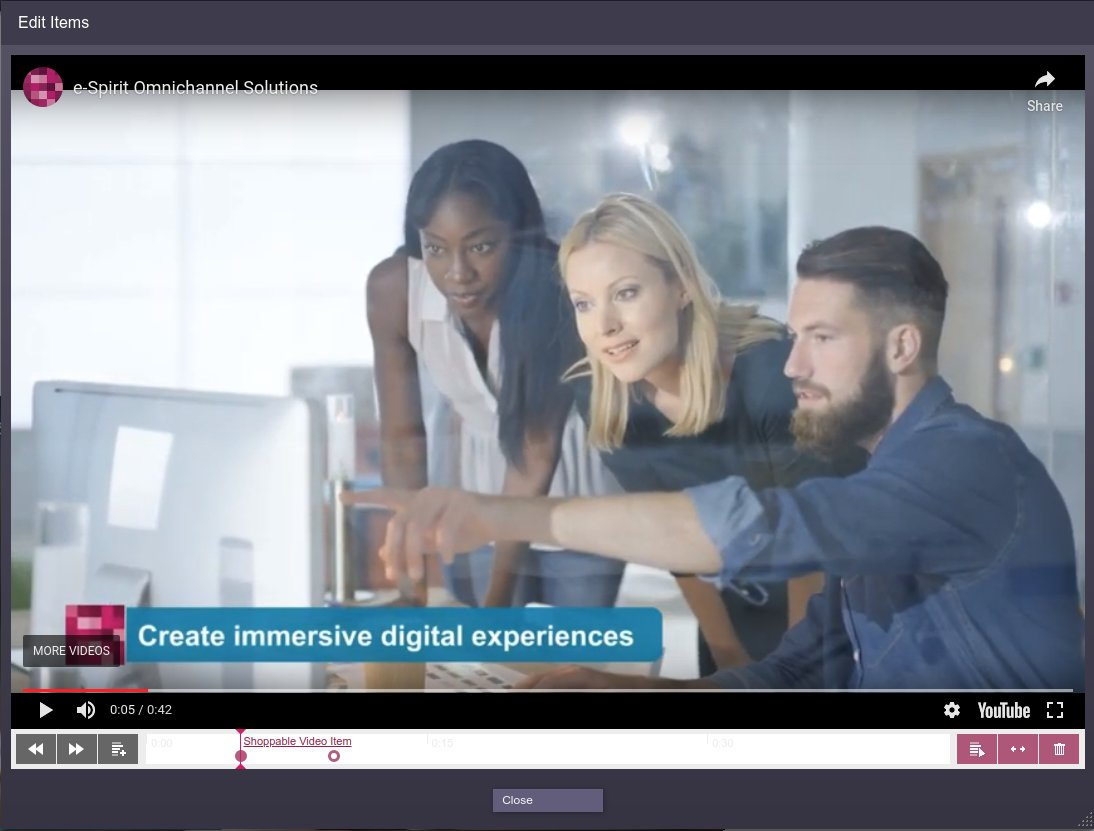 Edit Items
e-Spirit Omnichannel Solutions
Share
Create immersive digital experiences
MORE VIDEOS
0:05 / 0:42
YouTube
0:00
Shoppable Video Item
0:15
0:30
Close